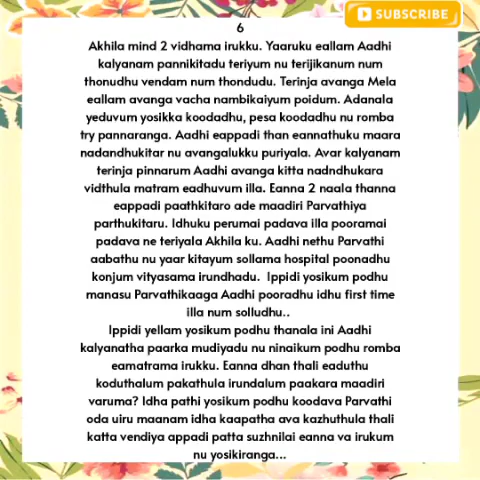 SUBSCRIBE
6
Akhila mind 2 vidhama irukku. Yaaruku eallam Aadhi
kalyanam pannikitadu teriyum nu terijikanum num
thonudhu vendam num thondudu. Terinja avanga Mela
eallam avanga vacha nambikaiyum poidum. Adanala
yeduvum yosikka koodadhu, pesa koodadhu nu romba
try pannaranga. Aadhi eappadi than eannathuku maara
nadandhukitar nu avangalukku puriyala. Avar kalyanam
terinja pinnarum Aadhi avanga kitta nadndhukara
vidthula matram eadhuvum illa. Eanna 2 naala thanna
eappadi paathkitaro ade maadiri Parvathiya
parthukitaru. Idhuku perumai padava illa pooramai
padava ne teriyala Akhila ku. Aadhi nethu Parvathi
aabathu nu yaar kitayum sollama hospital poonadhu
konjum vityasama irundhadu. Ippidi yosikum podhu
manasu Parvathikaaga Aadhi pooradhu idhu first time
illa num solludhu..
Ippidi yellam yosikum podhu thanala ini Aadhi
kalyanatha paarka mudiyadu nu ninaikum podhu romba
eamatrama irukku. Eanna dhan thali eaduthu
koduthalum pakathula irundalum paakara maadiri
varuma? Idha pathi yosikum podhu koodava Parvathi
oda uiru maanam idha kaapatha ava kazhuthula thali
katta vendiya appadi patta suzhnilai eanna va irukum
nu yosikiranga...